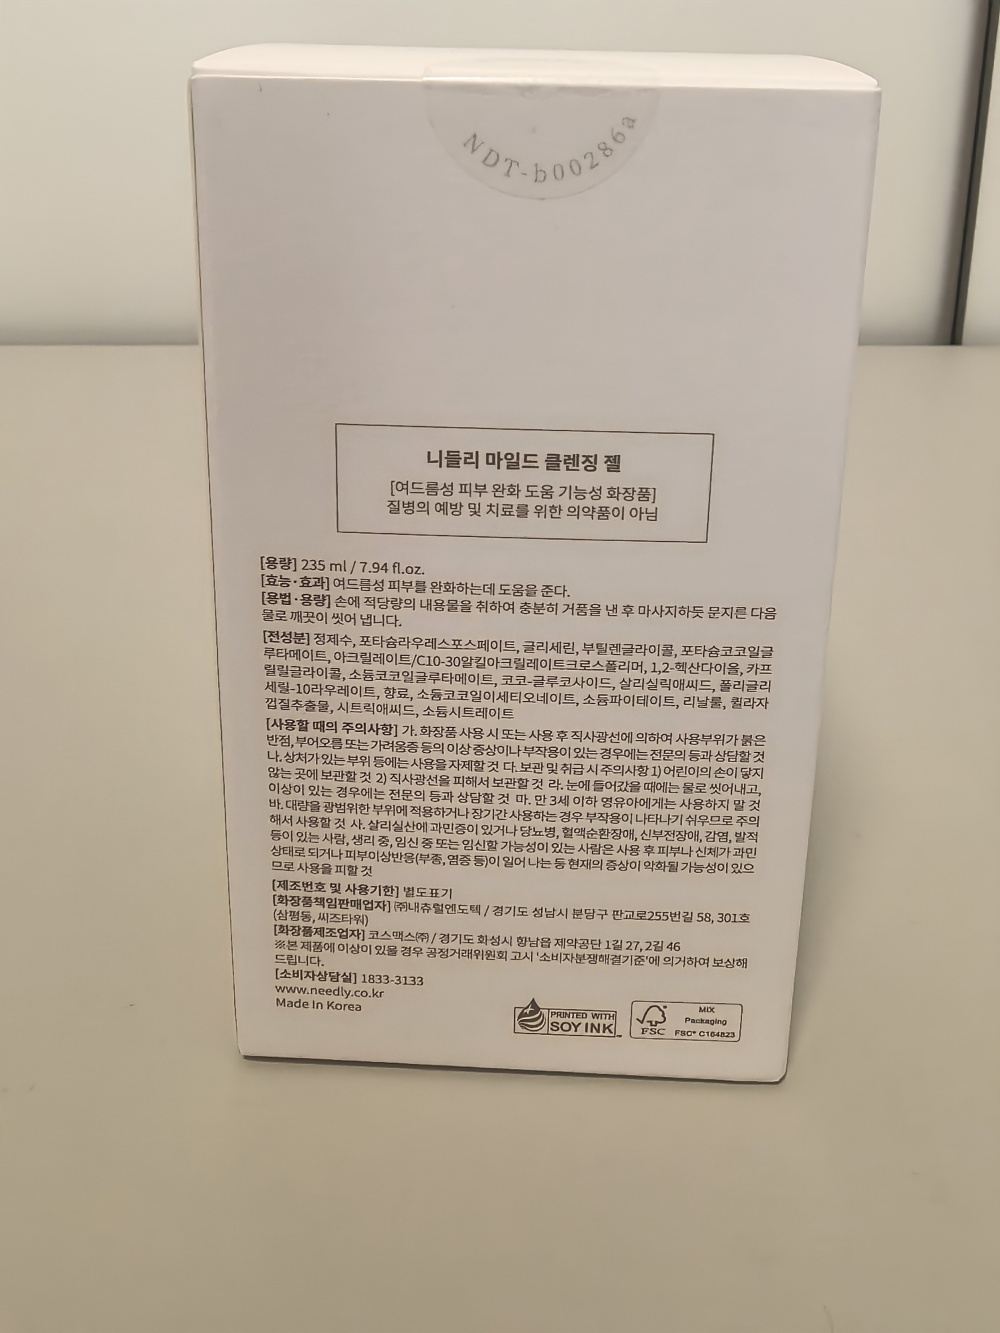 NDT-b00286a
니들리 마일드 클렌징 젤
[여드름성 피부 완화 도움 기능성 화장품]
질병의 예방 및 치료를 위한 의약품이 아님
[용량] 235 ml / 7.94 fl.oz.
[효능·효과] 여드름성 피부를 완화하는데 도움을 준다.
[용법·용량] 손에 적당량의 내용물을 취하여 충분히 거품을 낸 후 마사지하듯 문지른 다음
물로 깨끗이 씻어 냅니다.
[전성분] 정제수, 포타슘라우레스포스페이트, 글리세린, 부틸렌글라이콜, 포타슘코코일글
루타메이트, 아크릴레이트/C10-30알킬아크릴레이트크로스폴리머, 1,2-헥산다이올, 카프
릴릴글라이콜, 소듐코코일글루타메이트, 코코-글루코사이드, 살리실릭애씨드, 폴리글리
세릴-10라우레이트, 향료, 소듐코코일이세티오네이트, 소듐파이테이트, 리날룰, 퀼라자
껍질추출물, 시트릭애씨드, 소듐시트레이트
[사용할 때의 주의사항] 가. 화장품 사용 시 또는 사용 후 직사광선에 의하여 사용부위가 붉은
반점, 부어오름 또는 가려움증 등의 이상 증상이나 부작용이 있는 경우에는 전문의 등과 상담할 것
나. 상처가 있는 부위 등에는 사용을 자제할 것 다. 보관 및 취급 시 주의사항 1) 어린이의 손이 닿지
않는 곳에 보관할 것 2) 직사광선을 피해서 보관할 것 라. 눈에 들어갔을 때에는 물로 씻어내고,
이상이 있는 경우에는 전문의 등과 상담할 것 마. 만 3세 이하 영유아에게는 사용하지 말 것
바. 대량을 광범위한 부위에 적용하거나 장기간 사용하는 경우 부작용이 나타나기 쉬우므로 주의
해서 사용할 것 사. 살리실산에 과민증이 있거나 당뇨병, 혈액순환장애, 신부전장애, 감염, 발적
등이 있는 사람, 생리 중, 임신 중 또는 임신할 가능성이 있는 사람은 사용 후 피부나 신체가 과민
상태로 되거나 피부이상반응(부종, 염증 등)이 일어 나는 등 현재의 증상이 악화될 가능성이 있으
므로 사용을 피할 것
[제조번호 및 사용기한] 별도표기
[화장품책임판매업자] ㈜내츄럴엔도텍 / 경기도 성남시 분당구 판교로255번길 58, 301호
(삼평동, 씨즈타워)
[화장품제조업자] 코스맥스㈜ / 경기도 화성시 향남읍 제약공단 1길 27, 2길 46
※본 제품에 이상이 있을 경우 공정거래위원회 고시 '소비자분쟁해결기준'에 의거하여 보상해
드립니다.
[소비자상담실] 1833-3133
www.needly.co.kr
Made In Korea
PRINTED WITH
SOY INK
FSC
MIX
Packaging
FSC® C164823